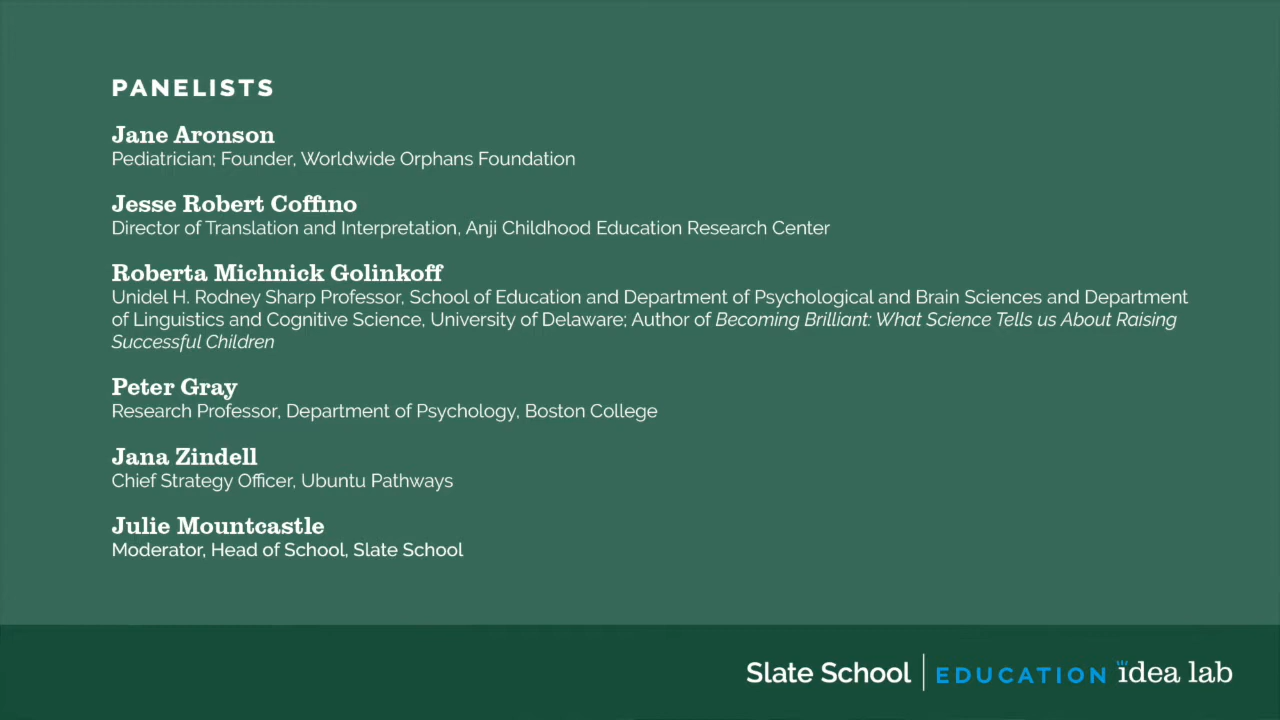 PANELISTS
Jane Aronson
Pediatrician; Founder, Worldwide Orphans Foundation
Jesse Robert Coffino
Director of Translation and Interpretation, Anji Childhood Education Research Center
Roberta Michnick Golinkoff
Unidel H. Rodney Sharp Professor, School of Education and Department of Psychological and Brain Sciences and Department
of Linguistics and Cognitive Science, University of Delaware; Author of Becoming Brilliant: What Science Tells us About Raising
Successful Children
Peter Gray
Research Professor, Department of Psychology, Boston College
Jana Zindell
Chief Strategy Officer, Ubuntu Pathways
Julie Mountcastle
Moderator, Head of School, Slate School
Slate School | EDUCATION idea lab